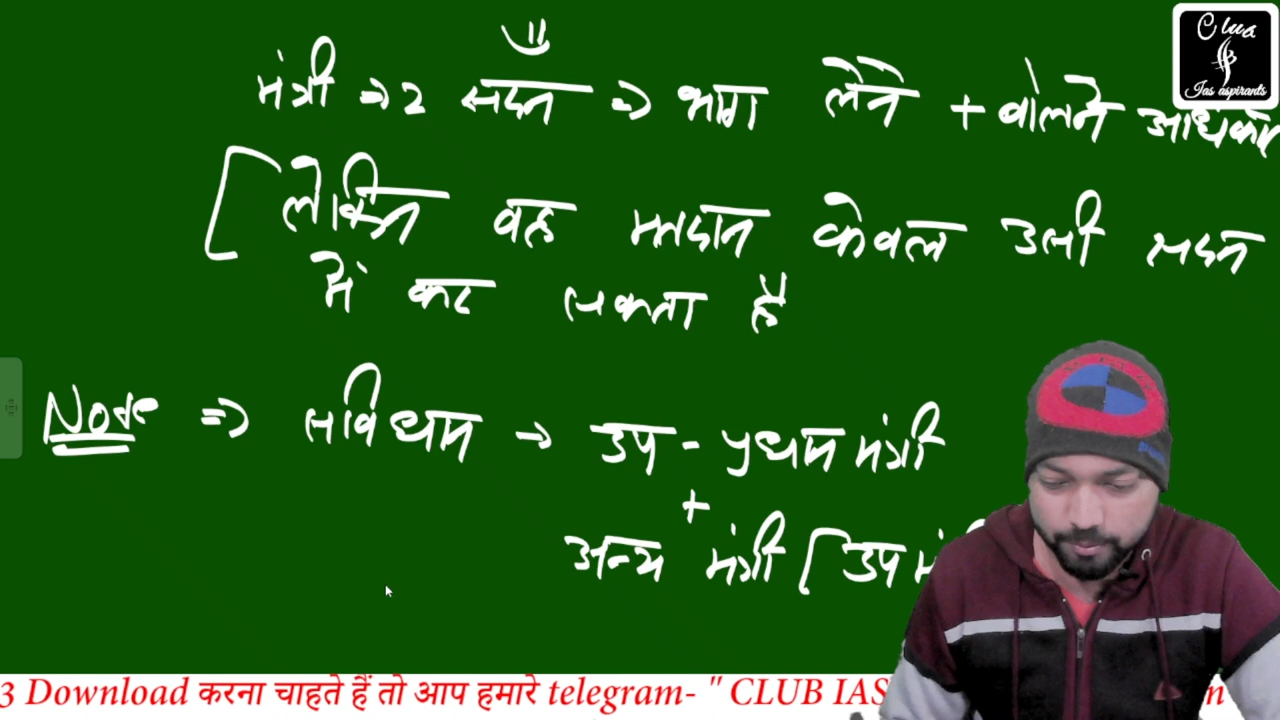 Club
Ias aspirants
मंत्री ⇒ 2 सदन ⇒ भाग लेने + बोलने अधिकार
[लेकिन वह मतदान केवल उसी सदन
में कर सकता है
Note ⇒ संविधान → उप - प्रधान मंत्री
+
अन्य मंत्री [उप मं
3 Download करना चाहते हैं तो आप हमारे telegram- " CLUB IAS